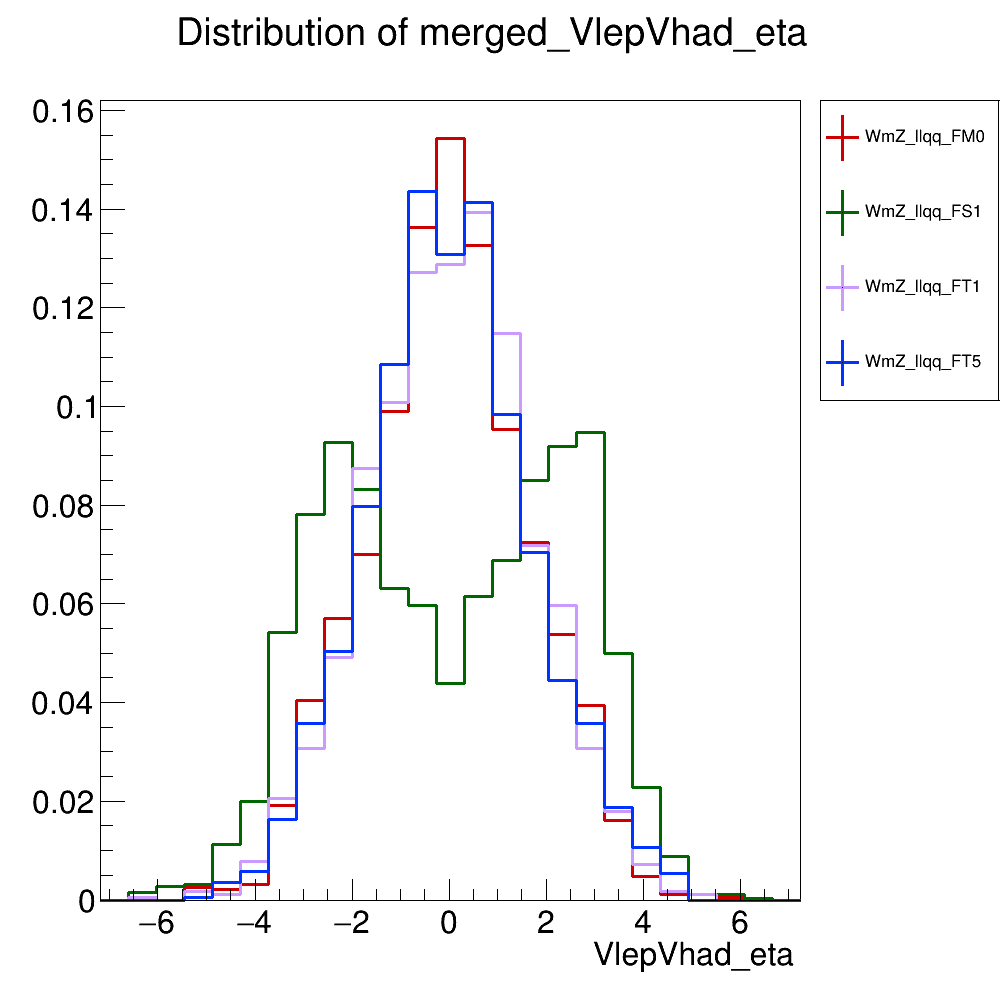 Distribution of merged_VlepVhad_eta
0.16
0.14
0.12
0.1
0.08
0.06
0.04
0.02
0
−6 −4 −2 0 2 4 6
VlepVhad_eta
WmZ_llqq_FM0
WmZ_llqq_FS1
WmZ_llqq_FT1
WmZ_llqq_FT5